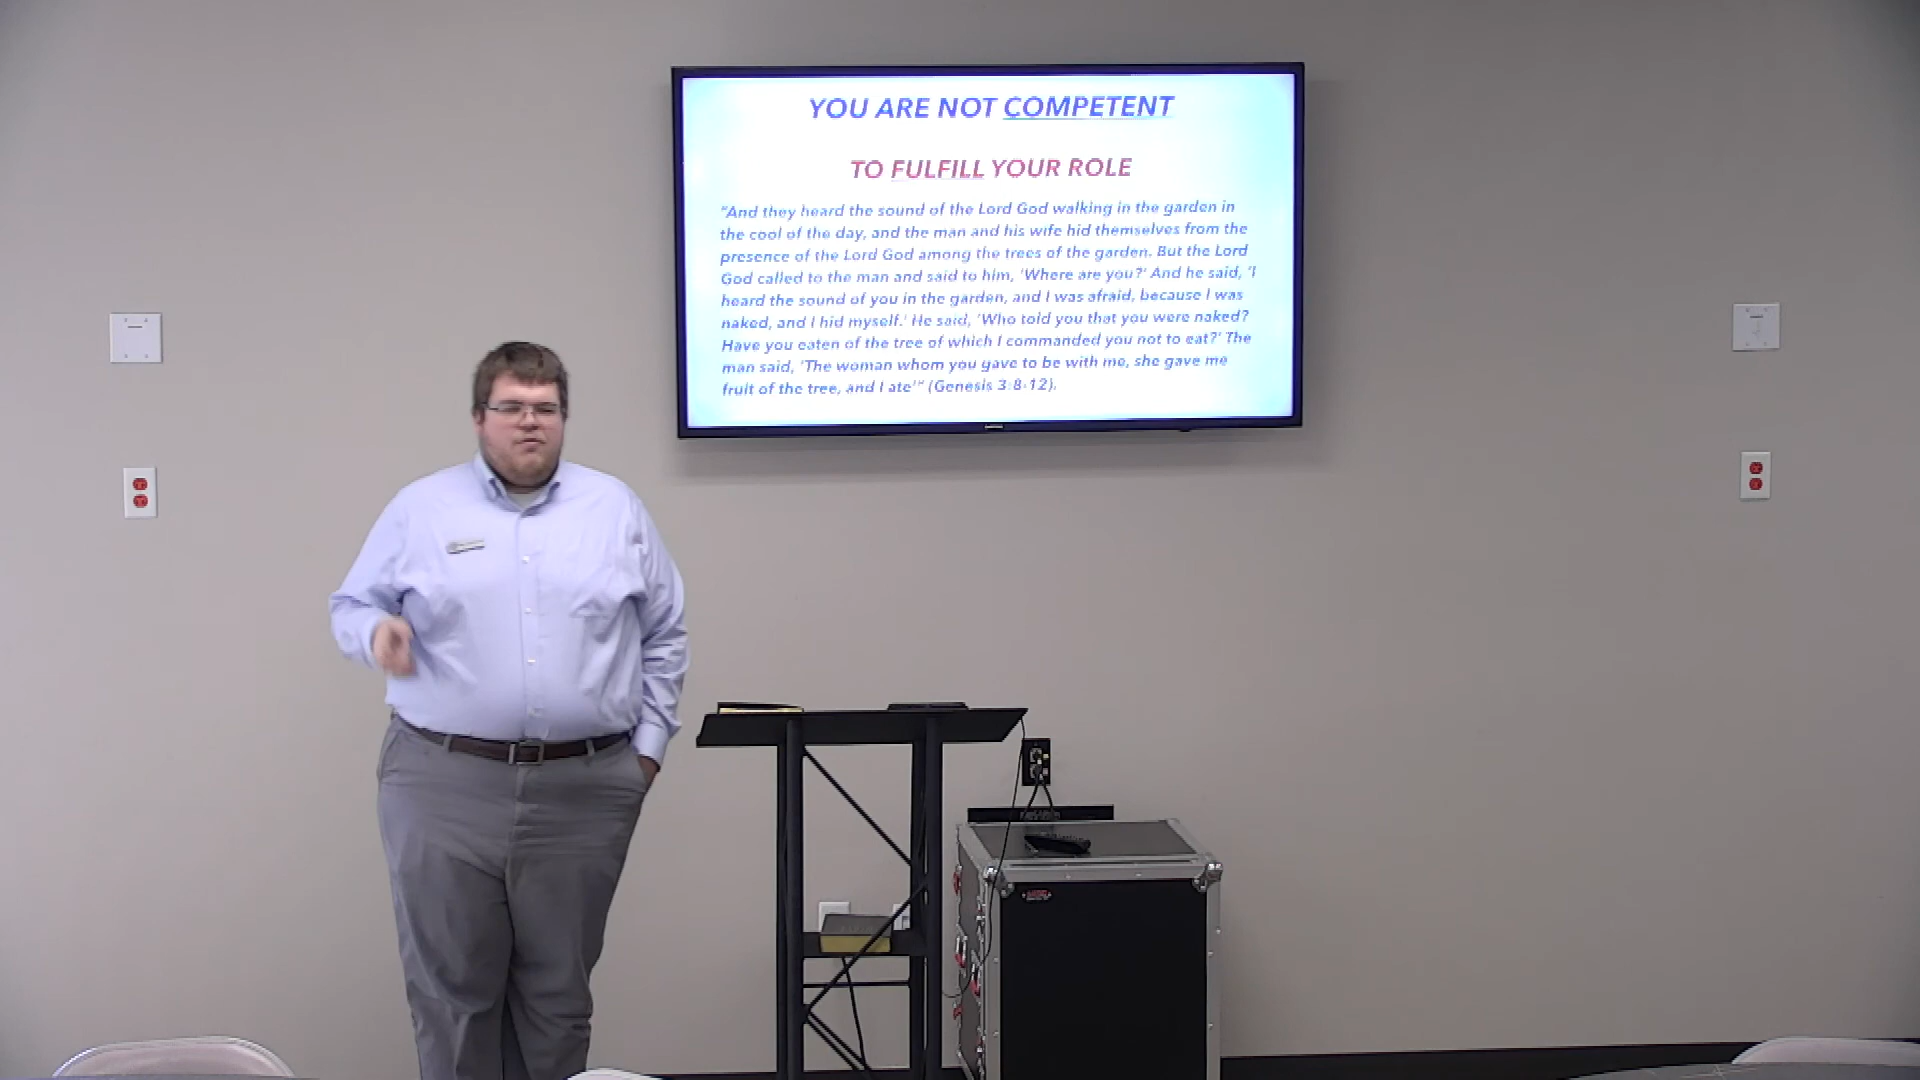 YOU ARE NOT COMPETENT
TO FULFILL YOUR ROLE
"And they heard the sound of the Lord God walking in the garden in
the cool of the day, and the man and his wife hid themselves from the
presence of the Lord God among the trees of the garden. But the Lord
God called to the man and said to him, 'Where are you?' And he said, 'I
heard the sound of you in the garden, and I was afraid, because I was
naked, and I hid myself.' He said, 'Who told you that you were naked?
Have you eaten of the tree of which I commanded you not to eat?' The
man said, 'The woman whom you gave to be with me, she gave me
fruit of the tree, and I ate'" (Genesis 3:8-12).